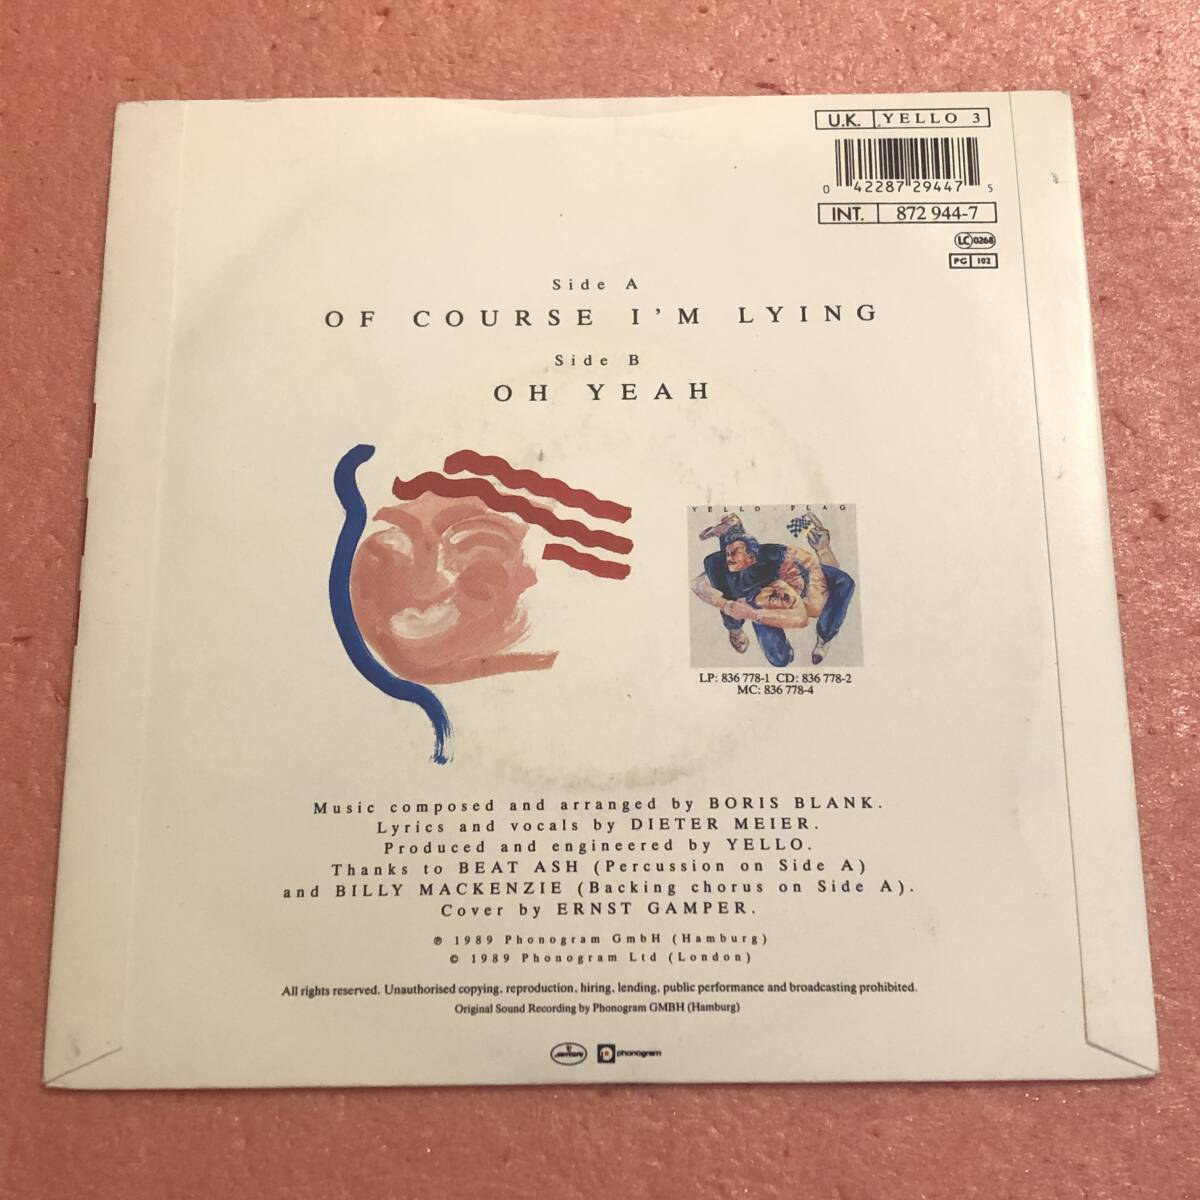 U.K. YELLO 3
0 42287 29447 5
INT. 872 944-7
LC 0268
PG 102
Side A
OF COURSE I'M LYING
Side B
OH YEAH
YELLO · FLAG
LP: 836 778-1 CD: 836 778-2
MC: 836 778-4
Music composed and arranged by BORIS BLANK.
Lyrics and vocals by DIETER MEIER.
Produced and engineered by YELLO.
Thanks to BEAT ASH (Percussion on Side A)
and BILLY MACKENZIE (Backing chorus on Side A).
Cover by ERNST GAMPER.
℗ 1989 Phonogram GmbH (Hamburg)
© 1989 Phonogram Ltd (London)
All rights reserved. Unauthorised copying, reproduction, hiring, lending, public performance and broadcasting prohibited.
Original Sound Recording by Phonogram GMBH (Hamburg)
mercury phonogram